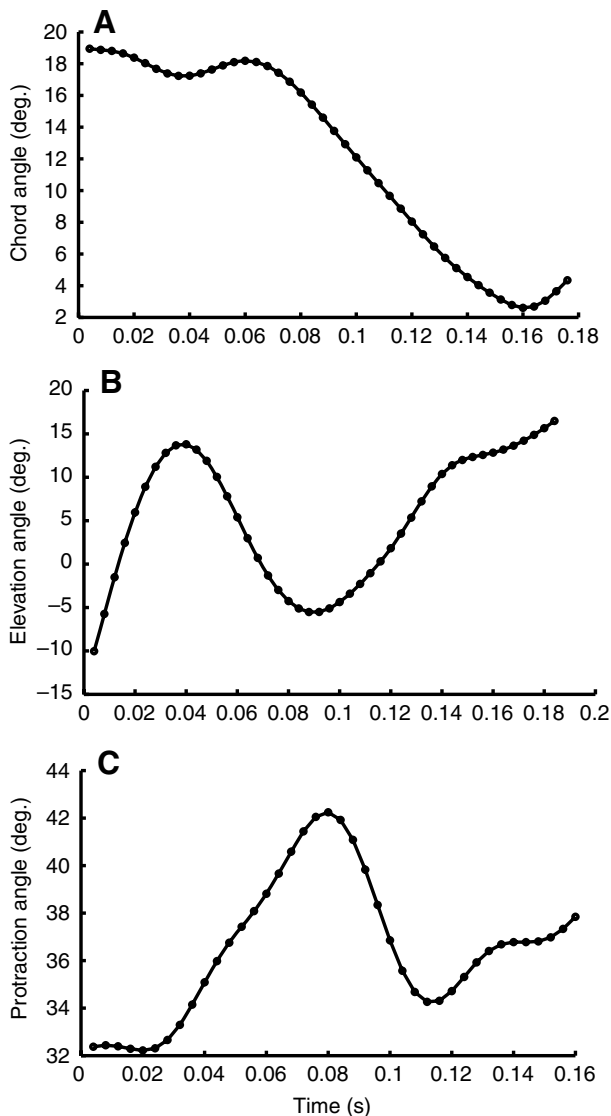 A
20
18
16
14
12
10
8
6
4
2
Chord angle (deg.)
0 0.02 0.04 0.06 0.08 0.10 0.12 0.14 0.16 0.18
B
20
15
10
5
0
–5
–10
–15
Elevation angle (deg.)
0 0.02 0.04 0.06 0.08 0.1 0.12 0.14 0.16 0.18 0.2
C
44
42
40
38
36
34
32
Protraction angle (deg.)
0 0.02 0.04 0.06 0.08 0.1 0.12 0.14 0.16
Time (s)